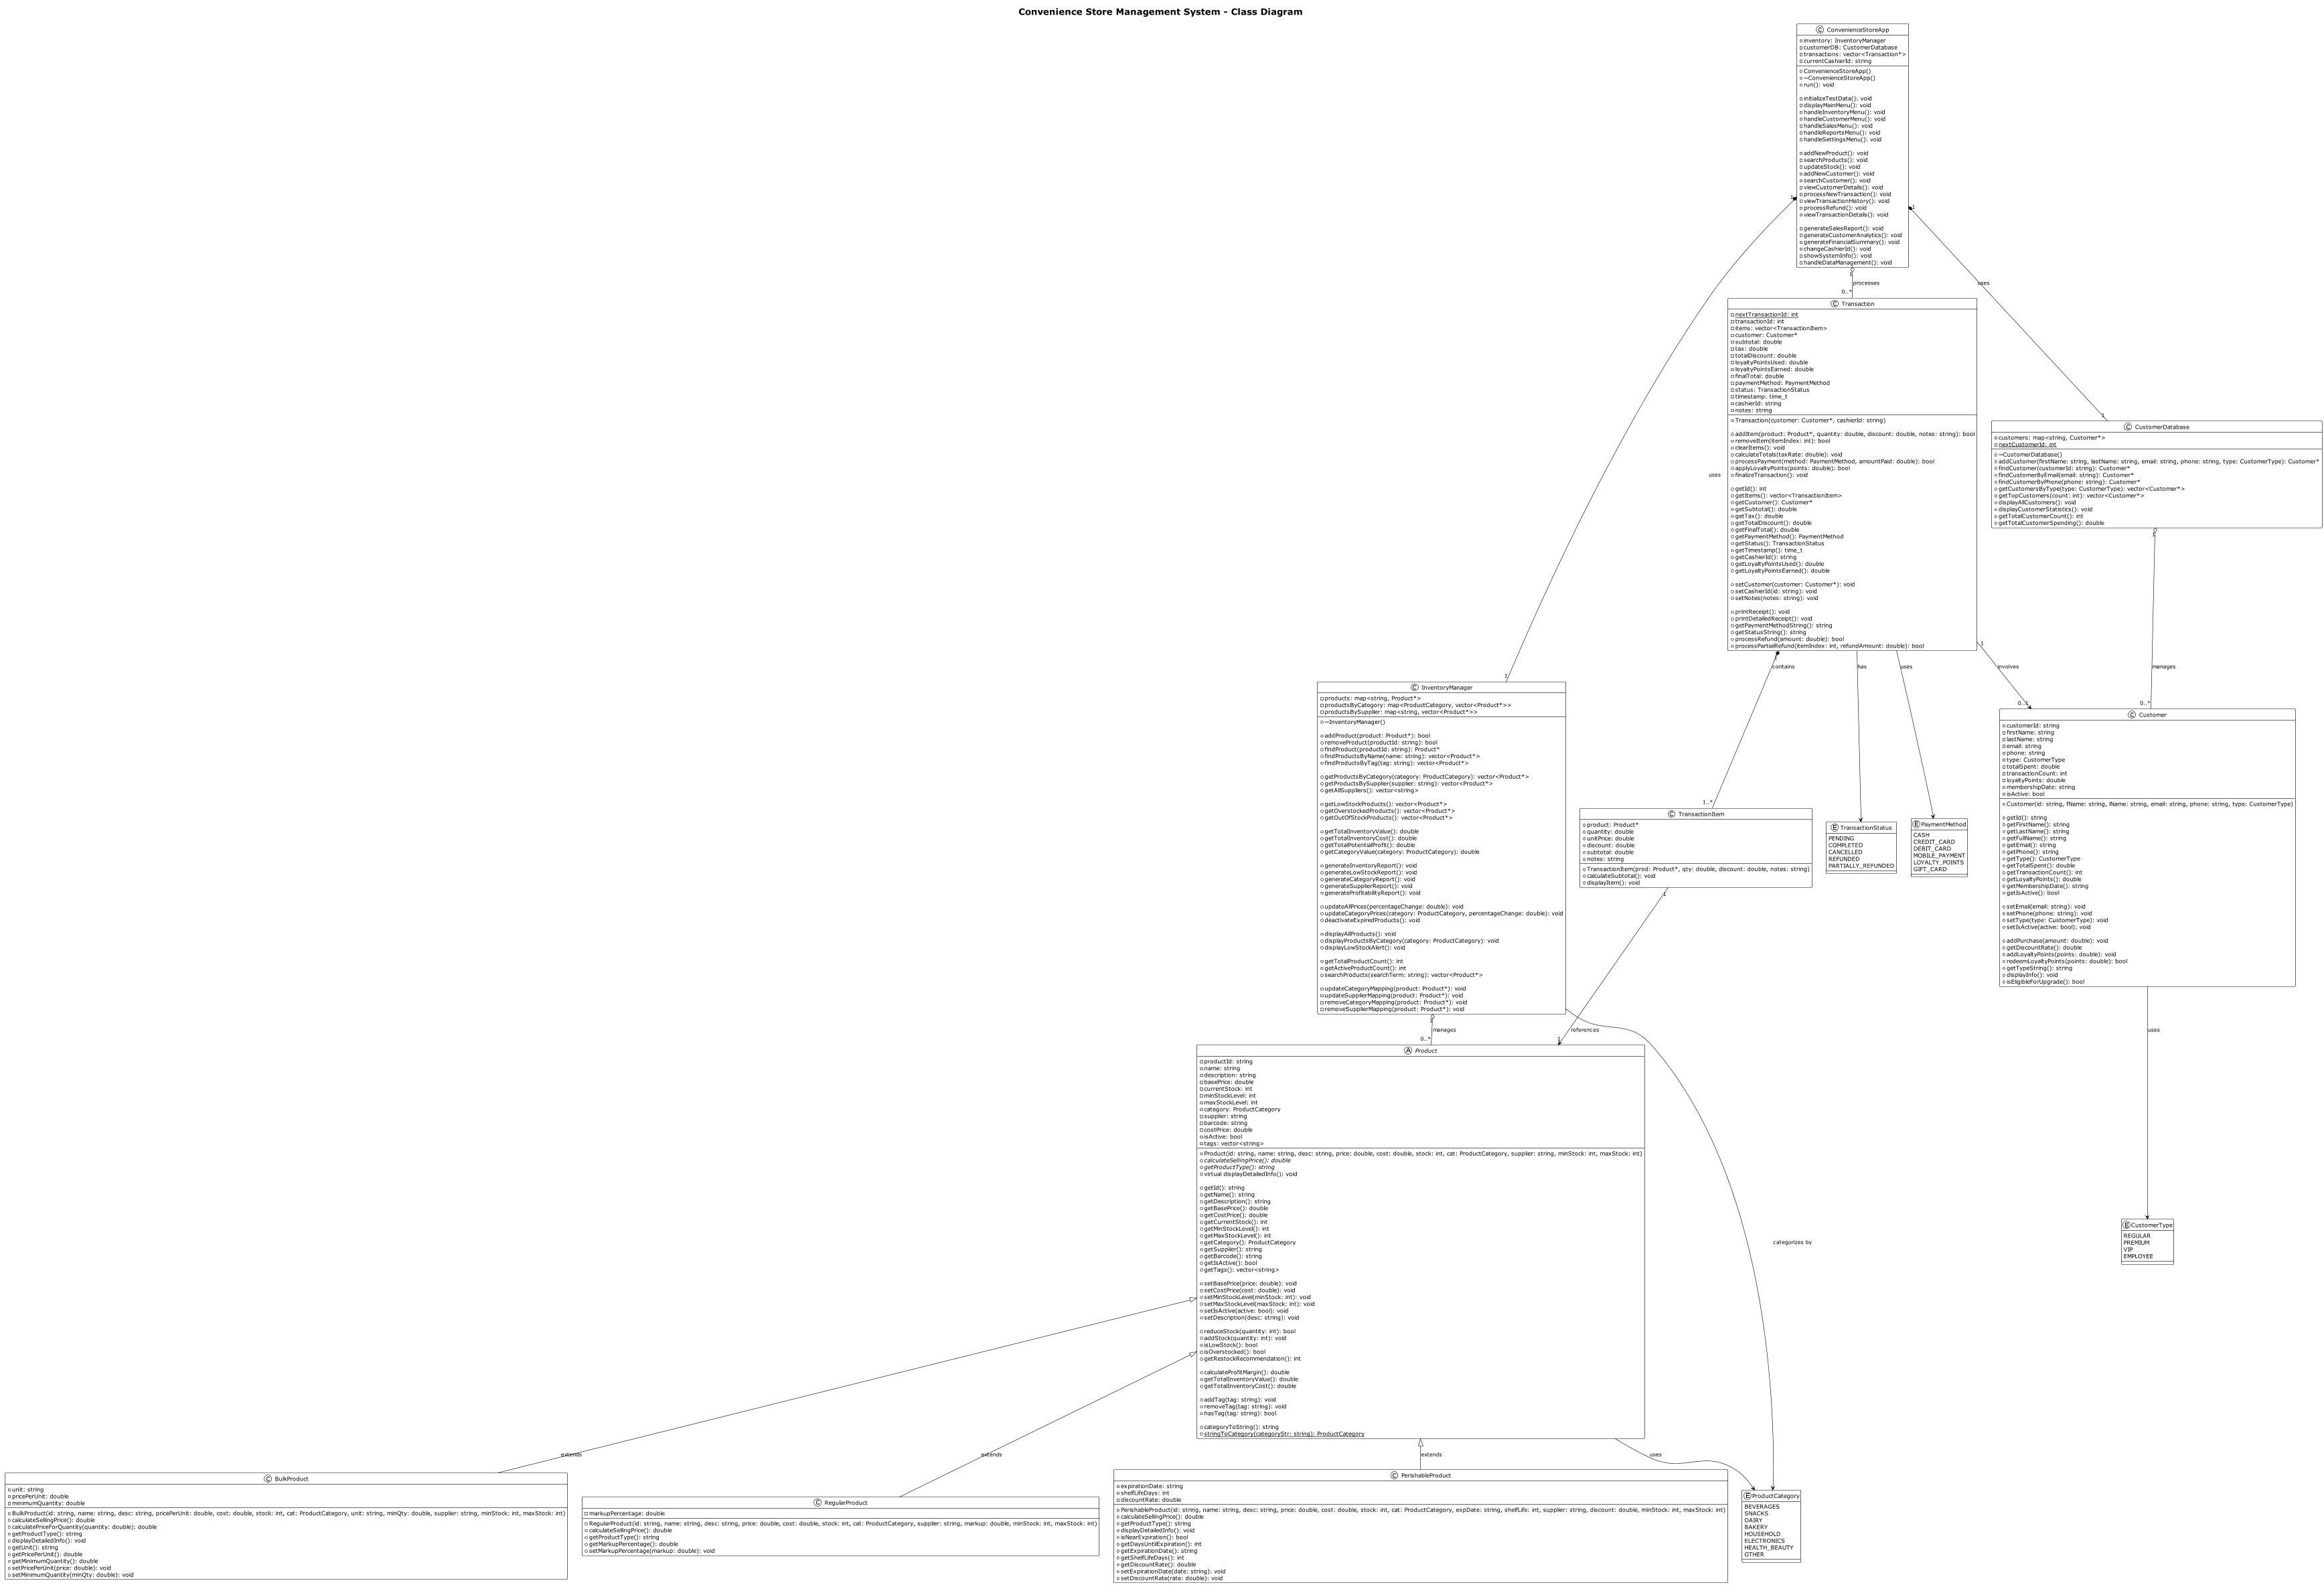 Convenience Store Management System - Class Diagram
C ConvenienceStoreApp
inventory: InventoryManager
customerDB: CustomerDatabase
transactions: vector<Transaction*>
currentCashierId: string
ConvenienceStoreApp()
~ConvenienceStoreApp()
run(): void
initializeTestData(): void
displayMainMenu(): void
handleInventoryMenu(): void
handleCustomerMenu(): void
handleSalesMenu(): void
handleReportsMenu(): void
handleSettingsMenu(): void
addNewProduct(): void
searchProducts(): void
updateStock(): void
addNewCustomer(): void
searchCustomer(): void
viewCustomerDetails(): void
processNewTransaction(): void
viewTransactionHistory(): void
processRefund(): void
viewTransactionDetails(): void
generateSalesReport(): void
generateCustomerAnalytics(): void
generateFinancialSummary(): void
changeCashierId(): void
showSystemInfo(): void
handleDataManagement(): void
1
1
1
processes
0..*
uses
uses
1
1
C Transaction
nextTransactionId: int
transactionId: int
items: vector<TransactionItem>
customer: Customer*
subtotal: double
tax: double
totalDiscount: double
loyaltyPointsUsed: double
loyaltyPointsEarned: double
finalTotal: double
paymentMethod: PaymentMethod
status: TransactionStatus
timestamp: time_t
cashierId: string
notes: string
Transaction(customer: Customer*, cashierId: string)
addItem(product: Product*, quantity: double, discount: double, notes: string): bool
removeItem(itemIndex: int): bool
clearItems(): void
calculateTotals(taxRate: double): void
processPayment(method: PaymentMethod, amountPaid: double): bool
applyLoyaltyPoints(points: double): bool
finalizeTransaction(): void
getId(): int
getItems(): vector<TransactionItem>
getCustomer(): Customer*
getSubtotal(): double
getTax(): double
getTotalDiscount(): double
getFinalTotal(): double
getPaymentMethod(): PaymentMethod
getStatus(): TransactionStatus
getTimestamp(): time_t
getCashierId(): string
getLoyaltyPointsUsed(): double
getLoyaltyPointsEarned(): double
setCustomer(customer: Customer*): void
setCashierId(id: string): void
setNotes(notes: string): void
printReceipt(): void
printDetailedReceipt(): void
getPaymentMethodString(): string
getStatusString(): string
processRefund(amount: double): bool
processPartialRefund(itemIndex: int, refundAmount: double): bool
C CustomerDatabase
customers: map<string, Customer*>
nextCustomerId: int
~CustomerDatabase()
addCustomer(firstName: string, lastName: string, email: string, phone: string, type: CustomerType): Customer*
findCustomer(customerId: string): Customer*
findCustomerByEmail(email: string): Customer*
findCustomerByPhone(phone: string): Customer*
getCustomersByType(type: CustomerType): vector<Customer*>
getTopCustomers(count: int): vector<Customer*>
displayAllCustomers(): void
displayCustomerStatistics(): void
getTotalCustomerCount(): int
getTotalCustomerSpending(): double
contains
has
uses
1
involves
0..1
1
manages
0..*
1..*
C InventoryManager
products: map<string, Product*>
productsByCategory: map<ProductCategory, vector<Product*>>
productsBySupplier: map<string, vector<Product*>>
~InventoryManager()
addProduct(product: Product*): bool
removeProduct(productId: string): bool
findProduct(productId: string): Product*
findProductsByName(name: string): vector<Product*>
findProductsByTag(tag: string): vector<Product*>
getProductsByCategory(category: ProductCategory): vector<Product*>
getProductsBySupplier(supplier: string): vector<Product*>
getAllSuppliers(): vector<string>
getLowStockProducts(): vector<Product*>
getOverstockedProducts(): vector<Product*>
getOutOfStockProducts(): vector<Product*>
getTotalInventoryValue(): double
getTotalInventoryCost(): double
getTotalPotentialProfit(): double
getCategoryValue(category: ProductCategory): double
generateInventoryReport(): void
generateLowStockReport(): void
generateCategoryReport(): void
generateSupplierReport(): void
generateProfitabilityReport(): void
updateAllPrices(percentageChange: double): void
updateCategoryPrices(category: ProductCategory, percentageChange: double): void
deactivateExpiredProducts(): void
displayAllProducts(): void
displayProductsByCategory(category: ProductCategory): void
displayLowStockAlert(): void
getTotalProductCount(): int
getActiveProductCount(): int
searchProducts(searchTerm: string): vector<Product*>
updateCategoryMapping(product: Product*): void
updateSupplierMapping(product: Product*): void
removeCategoryMapping(product: Product*): void
removeSupplierMapping(product: Product*): void
C TransactionItem
product: Product*
quantity: double
unitPrice: double
discount: double
subtotal: double
notes: string
TransactionItem(prod: Product*, qty: double, discount: double, notes: string)
calculateSubtotal(): void
displayItem(): void
E TransactionStatus
PENDING
COMPLETED
CANCELLED
REFUNDED
PARTIALLY_REFUNDED
E PaymentMethod
CASH
CREDIT_CARD
DEBIT_CARD
MOBILE_PAYMENT
LOYALTY_POINTS
GIFT_CARD
C Customer
customerId: string
firstName: string
lastName: string
email: string
phone: string
type: CustomerType
totalSpent: double
transactionCount: int
loyaltyPoints: double
membershipDate: string
isActive: bool
Customer(id: string, fName: string, lName: string, email: string, phone: string, type: CustomerType)
getId(): string
getFirstName(): string
getLastName(): string
getFullName(): string
getEmail(): string
getPhone(): string
getType(): CustomerType
getTotalSpent(): double
getTransactionCount(): int
getLoyaltyPoints(): double
getMembershipDate(): string
getIsActive(): bool
setEmail(email: string): void
setPhone(phone: string): void
setType(type: CustomerType): void
setIsActive(active: bool): void
addPurchase(amount: double): void
getDiscountRate(): double
addLoyaltyPoints(points: double): void
redeemLoyaltyPoints(points: double): bool
getTypeString(): string
displayInfo(): void
isEligibleForUpgrade(): bool
1
manages
0..*
1
references
1
uses
categorizes by
A Product
productId: string
name: string
description: string
basePrice: double
currentStock: int
minStockLevel: int
maxStockLevel: int
category: ProductCategory
supplier: string
barcode: string
costPrice: double
isActive: bool
tags: vector<string>
Product(id: string, name: string, desc: string, price: double, cost: double, stock: int, cat: ProductCategory, supplier: string, minStock: int, maxStock: int)
calculateSellingPrice(): double
getProductType(): string
virtual displayDetailedInfo(): void
getId(): string
getName(): string
getDescription(): string
getBasePrice(): double
getCostPrice(): double
getCurrentStock(): int
getMinStockLevel(): int
getMaxStockLevel(): int
getCategory(): ProductCategory
getSupplier(): string
getBarcode(): string
getIsActive(): bool
getTags(): vector<string>
setBasePrice(price: double): void
setCostPrice(cost: double): void
setMinStockLevel(minStock: int): void
setMaxStockLevel(maxStock: int): void
setIsActive(active: bool): void
setDescription(desc: string): void
reduceStock(quantity: int): bool
addStock(quantity: int): void
isLowStock(): bool
isOverstocked(): bool
getRestockRecommendation(): int
calculateProfitMargin(): double
getTotalInventoryValue(): double
getTotalInventoryCost(): double
addTag(tag: string): void
removeTag(tag: string): void
hasTag(tag: string): bool
categoryToString(): string
stringToCategory(categoryStr: string): ProductCategory
E CustomerType
REGULAR
PREMIUM
VIP
EMPLOYEE
extends
extends
extends
uses
C BulkProduct
unit: string
pricePerUnit: double
minimumQuantity: double
BulkProduct(id: string, name: string, desc: string, pricePerUnit: double, cost: double, stock: int, cat: ProductCategory, unit: string, minQty: double, supplier: string, minStock: int, maxStock: int)
calculateSellingPrice(): double
calculatePriceForQuantity(quantity: double): double
getProductType(): string
displayDetailedInfo(): void
getUnit(): string
getPricePerUnit(): double
getMinimumQuantity(): double
setPricePerUnit(price: double): void
setMinimumQuantity(minQty: double): void
C RegularProduct
markupPercentage: double
RegularProduct(id: string, name: string, desc: string, price: double, cost: double, stock: int, cat: ProductCategory, supplier: string, markup: double, minStock: int, maxStock: int)
calculateSellingPrice(): double
getProductType(): string
getMarkupPercentage(): double
setMarkupPercentage(markup: double): void
C PerishableProduct
expirationDate: string
shelfLifeDays: int
discountRate: double
PerishableProduct(id: string, name: string, desc: string, price: double, cost: double, stock: int, cat: ProductCategory, expDate: string, shelfLife: int, supplier: string, discount: double, minStock: int, maxStock: int)
calculateSellingPrice(): double
getProductType(): string
displayDetailedInfo(): void
isNearExpiration(): bool
getDaysUntilExpiration(): int
getExpirationDate(): string
getShelfLifeDays(): int
getDiscountRate(): double
setExpirationDate(date: string): void
setDiscountRate(rate: double): void
E ProductCategory
BEVERAGES
SNACKS
DAIRY
BAKERY
HOUSEHOLD
ELECTRONICS
HEALTH_BEAUTY
OTHER